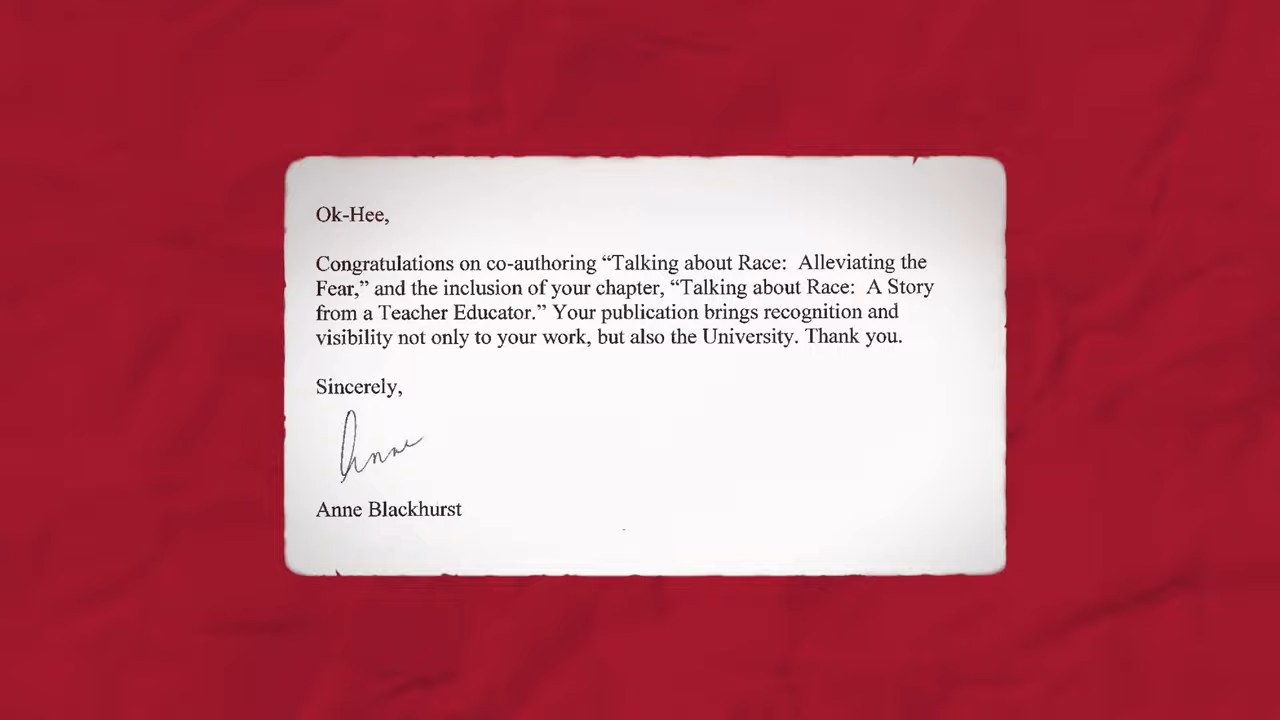 Ok-Hee,
Congratulations on co-authoring “Talking about Race:  Alleviating the
Fear,” and the inclusion of your chapter, “Talking about Race:  A Story
from a Teacher Educator.” Your publication brings recognition and
visibility not only to your work, but also the University. Thank you.
Sincerely,
Anne
Anne Blackhurst